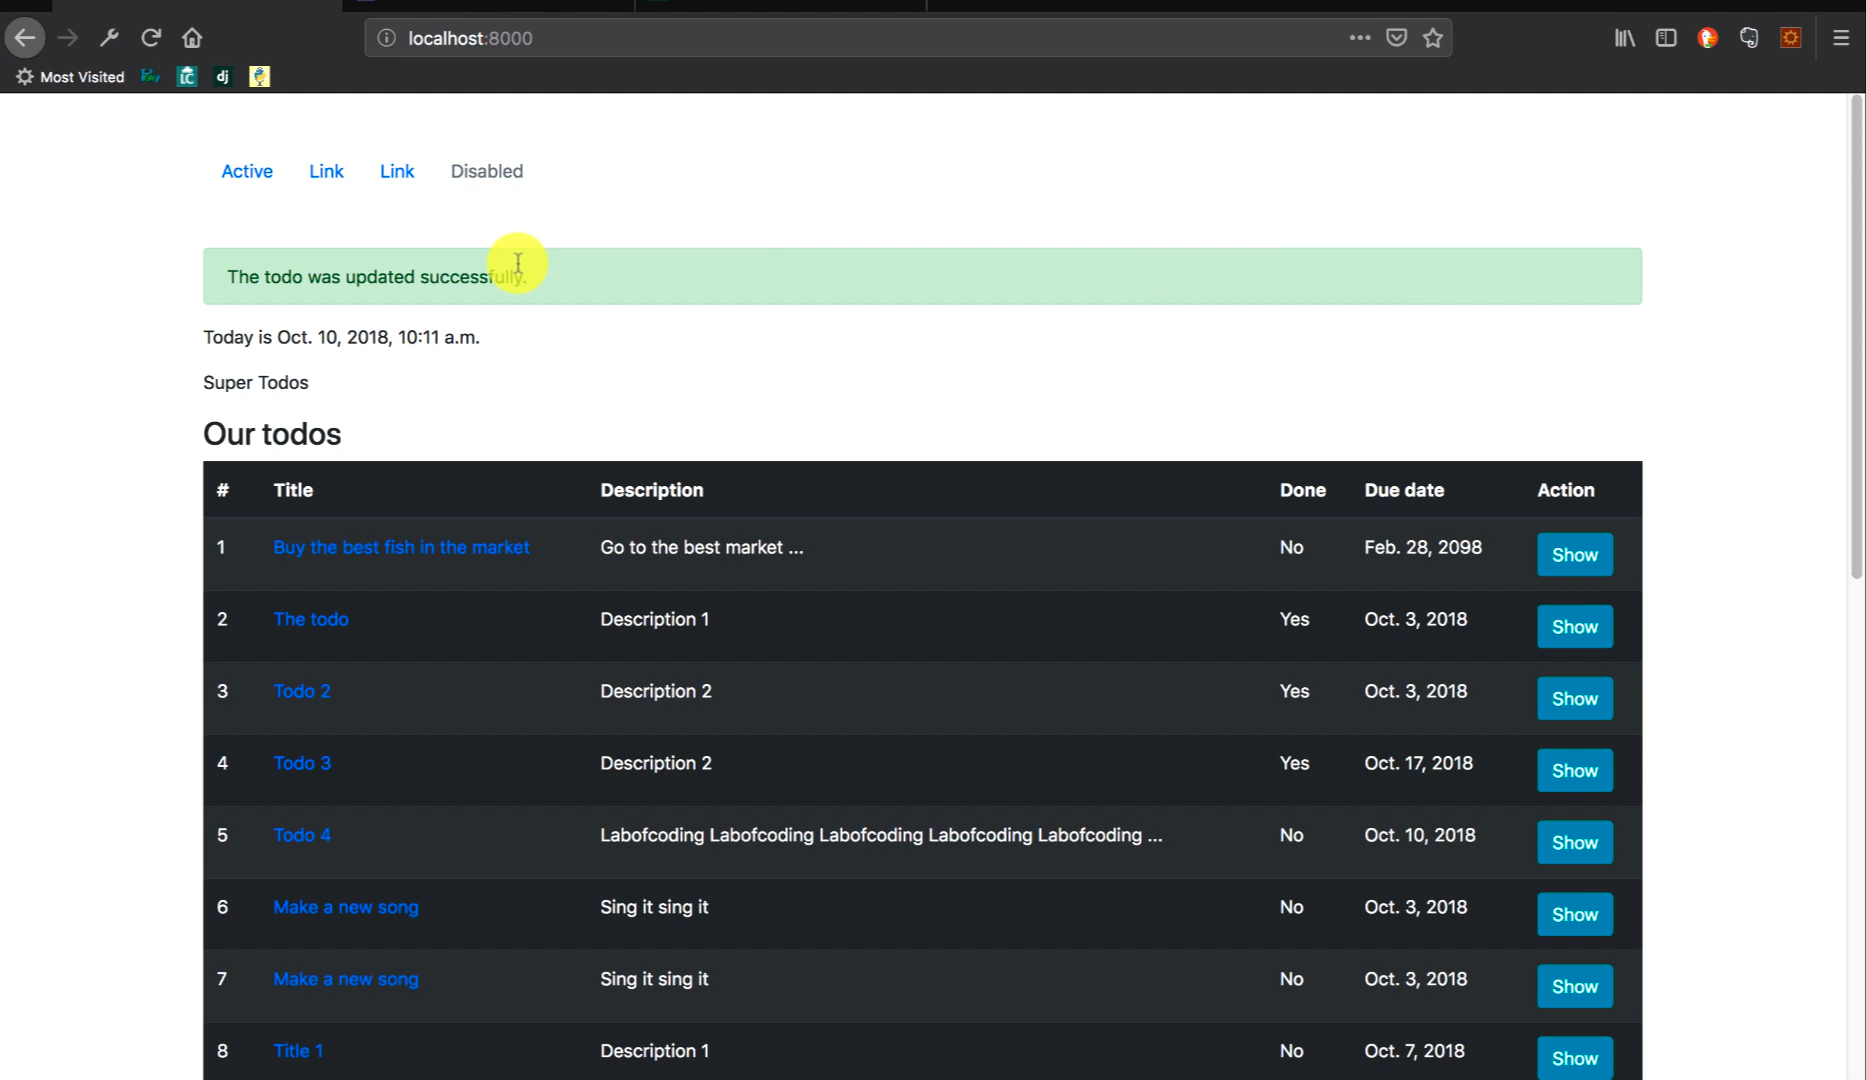 localhost:8000
Most Visited
dj
Active Link Link Disabled
The todo was updated successfully.
Today is Oct. 10, 2018, 10:11 a.m.
Super Todos
Our todos
# Title Description Done Due date Action
1 Buy the best fish in the market Go to the best market ... No Feb. 28, 2098 Show
2 The todo Description 1 Yes Oct. 3, 2018 Show
3 Todo 2 Description 2 Yes Oct. 3, 2018 Show
4 Todo 3 Description 2 Yes Oct. 17, 2018 Show
5 Todo 4 Labofcoding Labofcoding Labofcoding Labofcoding Labofcoding ... No Oct. 10, 2018 Show
6 Make a new song Sing it sing it No Oct. 3, 2018 Show
7 Make a new song Sing it sing it No Oct. 3, 2018 Show
8 Title 1 Description 1 No Oct. 7, 2018 Show